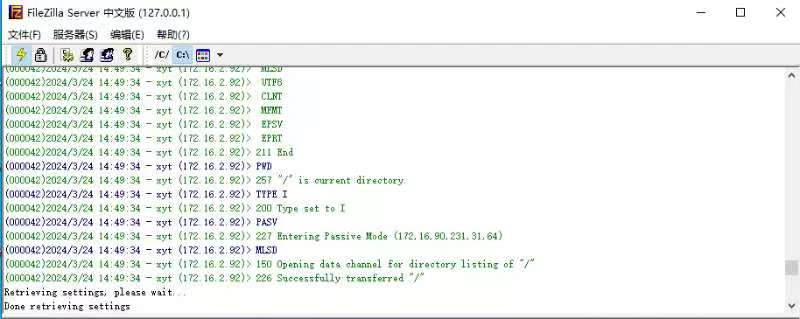 FileZilla Server 中文版 (127.0.0.1)
文件(F) 服务器(S) 编辑(E) 帮助(?)
/C/ C:\
(000042)2024/3/24 14:49:34 - xyt (172.16.2.92)> MLSD
(000042)2024/3/24 14:49:34 - xyt (172.16.2.92)> UTF8
(000042)2024/3/24 14:49:34 - xyt (172.16.2.92)> CLNT
(000042)2024/3/24 14:49:34 - xyt (172.16.2.92)> MFMT
(000042)2024/3/24 14:49:34 - xyt (172.16.2.92)> EPSV
(000042)2024/3/24 14:49:34 - xyt (172.16.2.92)> EPRT
(000042)2024/3/24 14:49:34 - xyt (172.16.2.92)> 211 End
(000042)2024/3/24 14:49:34 - xyt (172.16.2.92)> PWD
(000042)2024/3/24 14:49:34 - xyt (172.16.2.92)> 257 "/" is current directory.
(000042)2024/3/24 14:49:34 - xyt (172.16.2.92)> TYPE I
(000042)2024/3/24 14:49:34 - xyt (172.16.2.92)> 200 Type set to I
(000042)2024/3/24 14:49:34 - xyt (172.16.2.92)> PASV
(000042)2024/3/24 14:49:34 - xyt (172.16.2.92)> 227 Entering Passive Mode (172,16,90,231,31,64)
(000042)2024/3/24 14:49:34 - xyt (172.16.2.92)> MLSD
(000042)2024/3/24 14:49:34 - xyt (172.16.2.92)> 150 Opening data channel for directory listing of "/"
(000042)2024/3/24 14:49:34 - xyt (172.16.2.92)> 226 Successfully transferred "/"
Retrieving settings, please wait...
Done retrieving settings